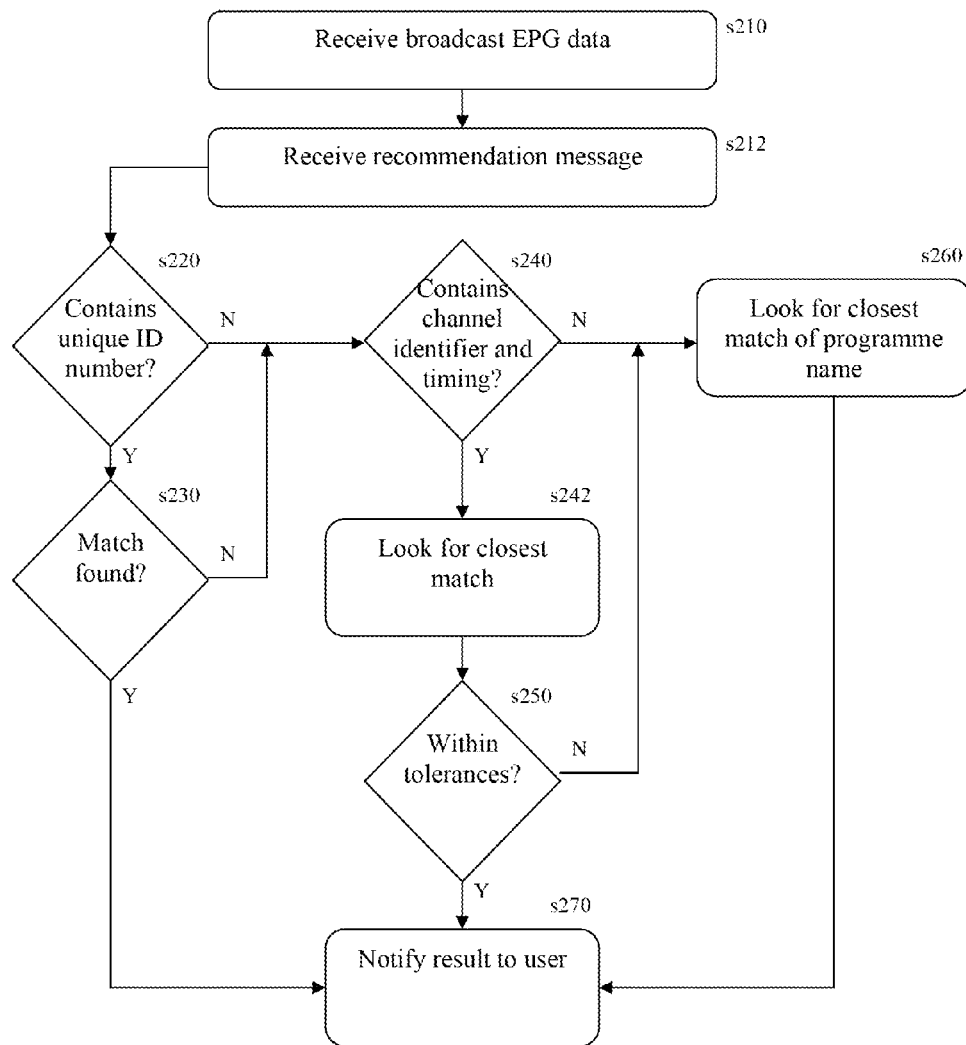 Receive broadcast EPG data
s210
Receive recommendation message
s212
s220
Contains
unique ID
number?
N
Y
s230
Match
found?
N
Y
s240
Contains
channel
identifier and
timing?
N
Y
s242
Look for closest
match
s250
Within
tolerances?
N
Y
s260
Look for closest
match of programme
name
s270
Notify result to user